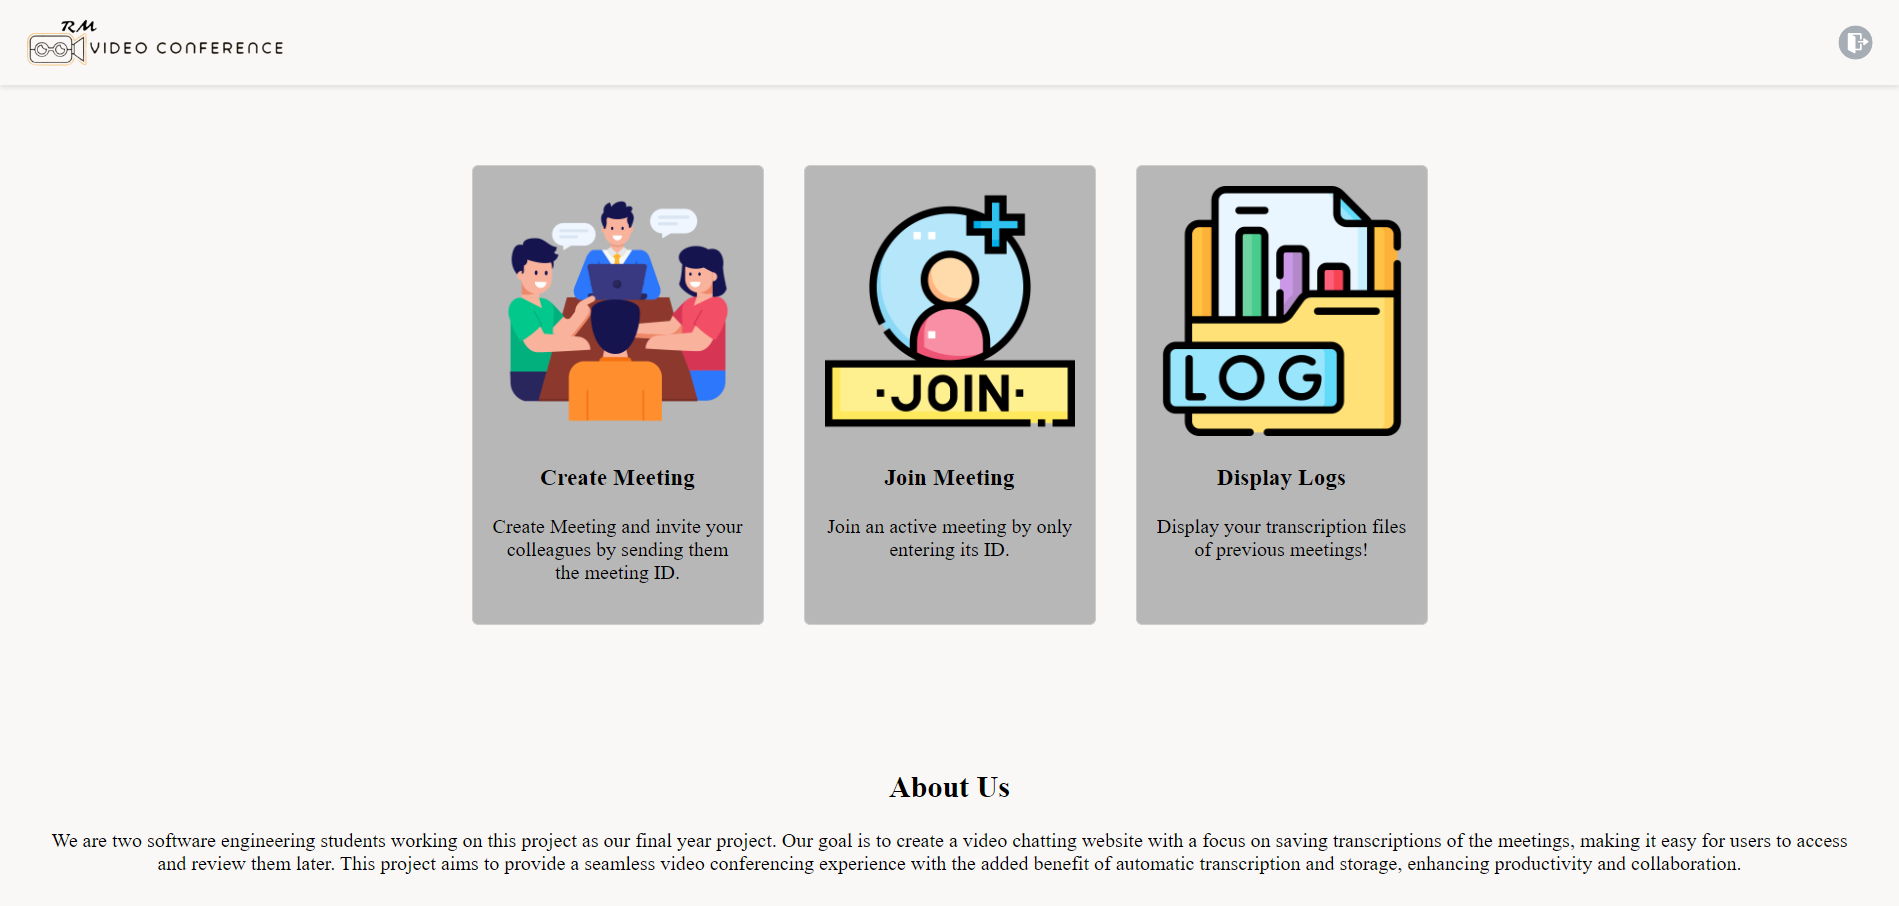 RM
VIDEO CONFERENCE
·JOIN·
LOG
Create Meeting
Join Meeting
Display Logs
Create Meeting and invite your
colleagues by sending them
the meeting ID.
Join an active meeting by only
entering its ID.
Display your transcription files
of previous meetings!
About Us
We are two software engineering students working on this project as our final year project. Our goal is to create a video chatting website with a focus on saving transcriptions of the meetings, making it easy for users to access
and review them later. This project aims to provide a seamless video conferencing experience with the added benefit of automatic transcription and storage, enhancing productivity and collaboration.